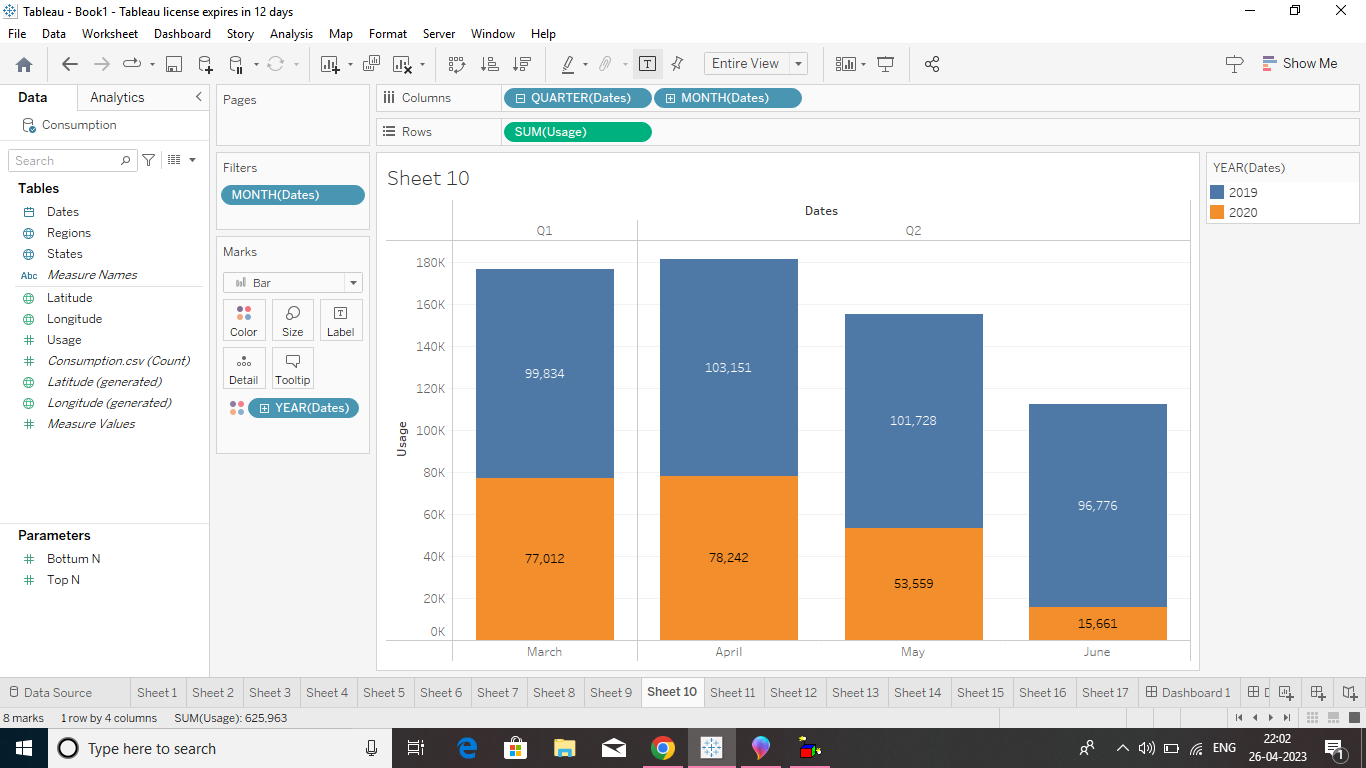 Tableau - Book1 - Tableau license expires in 12 days
File Data Worksheet Dashboard Story Analysis Map Format Server Window Help
Entire View
Show Me
Data Analytics
Consumption
Search
Tables
Dates
Regions
States
Abc Measure Names
Latitude
Longitude
Usage
Consumption.csv (Count)
Latitude (generated)
Longitude (generated)
Measure Values
Parameters
Bottum N
Top N
Pages
Filters
MONTH(Dates)
Marks
Bar
Color Size Label
Detail Tooltip
YEAR(Dates)
Columns QUARTER(Dates) MONTH(Dates)
Rows SUM(Usage)
Sheet 10
Dates
Q1 Q2
Usage
180K
160K
140K
120K
100K
80K
60K
40K
20K
0K
99,834 103,151 101,728 96,776
77,012 78,242 53,559 15,661
March April May June
YEAR(Dates)
2019
2020
Data Source Sheet 1 Sheet 2 Sheet 3 Sheet 4 Sheet 5 Sheet 6 Sheet 7 Sheet 8 Sheet 9 Sheet 10 Sheet 11 Sheet 12 Sheet 13 Sheet 14 Sheet 15 Sheet 16 Sheet 17 Dashboard 1
8 marks 1 row by 4 columns SUM(Usage): 625,963
Type here to search
ENG
22:02
26-04-2023
1